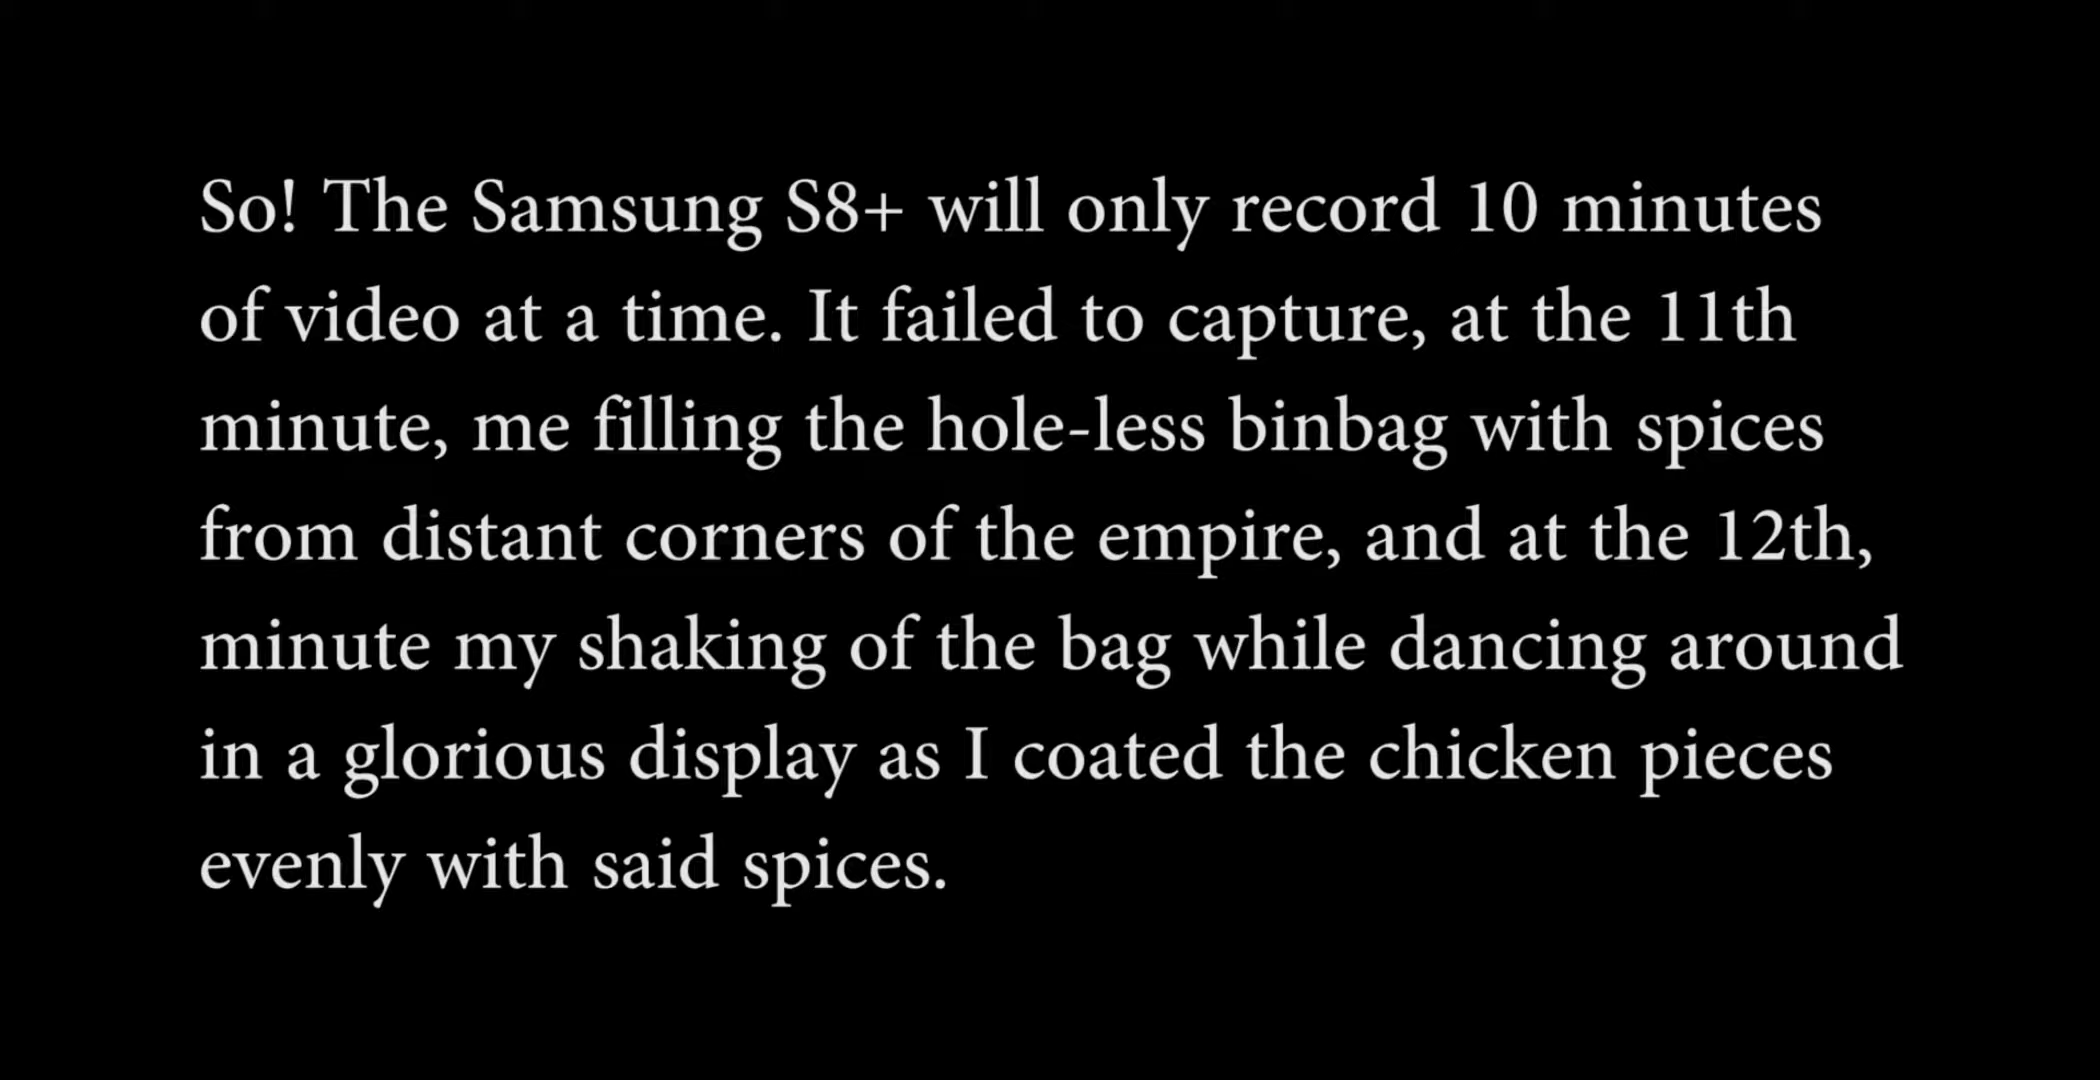 So! The Samsung S8+ will only record 10 minutes
of video at a time. It failed to capture, at the 11th
minute, me filling the hole-less binbag with spices
from distant corners of the empire, and at the 12th,
minute my shaking of the bag while dancing around
in a glorious display as I coated the chicken pieces
evenly with said spices.